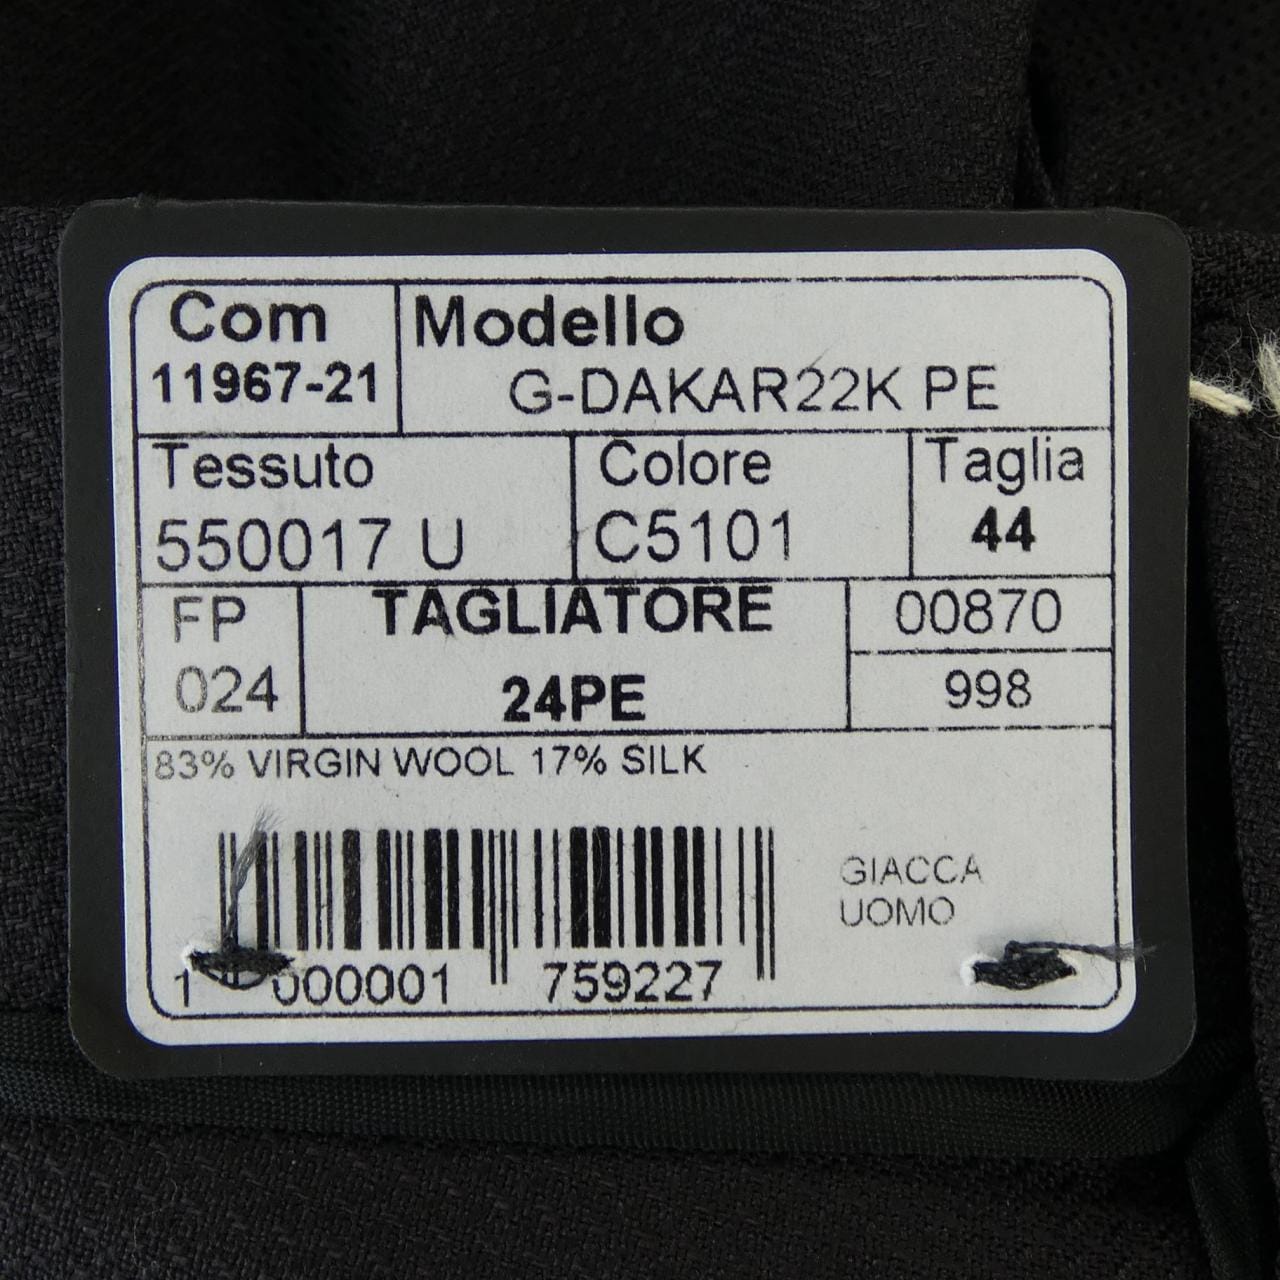 Com
11967-21
Modello
G-DAKAR22K PE
Tessuto
550017 U
Colore
C5101
Taglia
44
FP
024
TAGLIATORE
24PE
00870
998
83% VIRGIN WOOL 17% SILK
GIACCA
UOMO
1 000001 759227